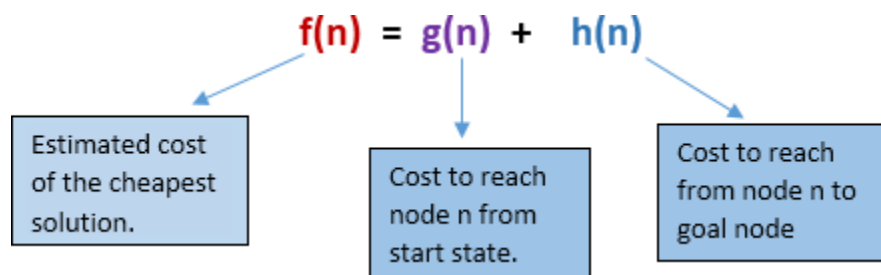 f(n) = g(n) + h(n)
Estimated cost
of the cheapest
solution.
Cost to reach
node n from
start state.
Cost to reach
from node n to
goal node